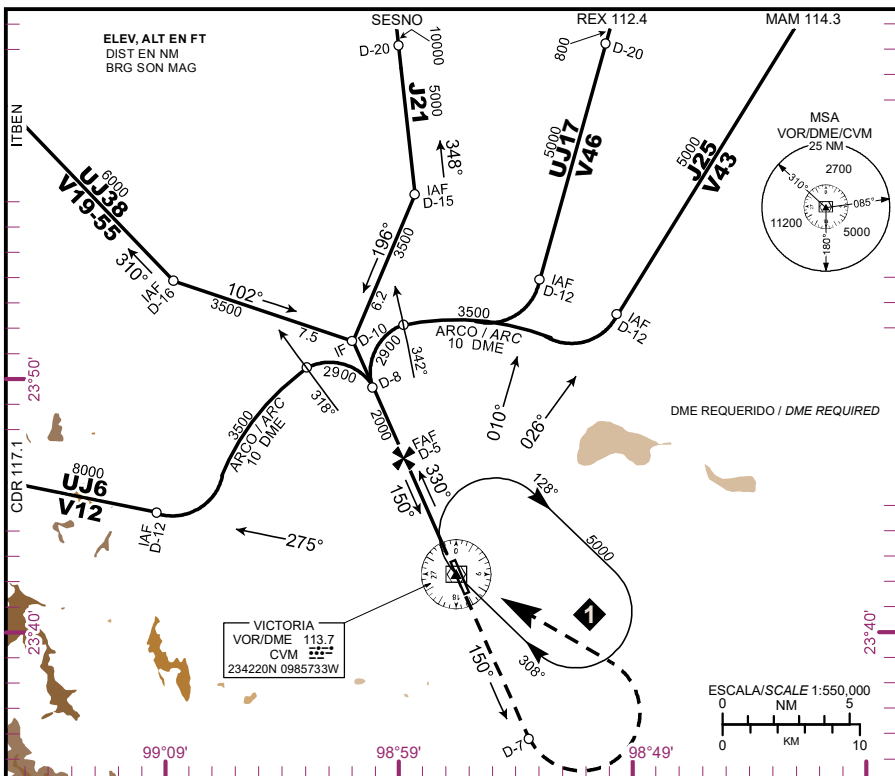 SESNO
REX 112.4
MAM 114.3
ELEV, ALT EN FT
DIST EN NM
BRG SON MAG
D-20
10000
800
D-20
ITBEN
J21
5000
5000
UJ17
V46
5000
J25
V43
MSA
VOR/DME/CVM
25 NM
2700
310°
085°
11200
5000
180°
0
348°
6000
UJ38
V19-55
IAF
D-15
310°
196°
3500
IAF
D-16
102°
3500
7.5
6.2
IAF
D-12
IAF
D-12
3500
ARCO / ARC
10 DME
IF
D-10
2900
342°
2900
318°
D-8
23°50'
2000
010°
026°
DME REQUERIDO / DME REQUIRED
3500
ARCO / ARC
10 DME
FAF
D-5
330°
150°
CDR 117.1
8000
UJ6
V12
IAF
D-12
275°
128°
5000
0
9
18
27
1
308°
VICTORIA
VOR/DME 113.7
CVM
234220N 0985733W
23°40'
23°40'
150°
D-7
ESCALA/SCALE 1:550,000
0 NM 5
0 KM 10
99°09'
98°59'
98°49'